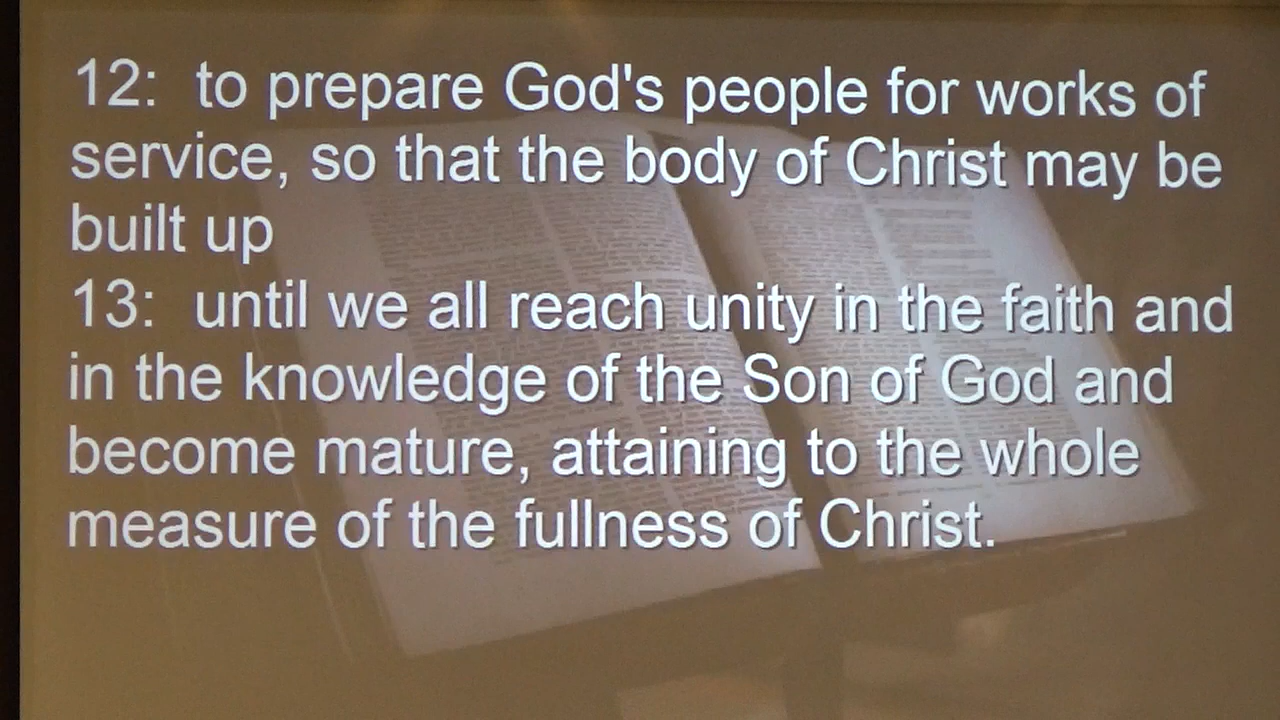 12: to prepare God's people for works of
service, so that the body of Christ may be
built up
13: until we all reach unity in the faith and
in the knowledge of the Son of God and
become mature, attaining to the whole
measure of the fullness of Christ.